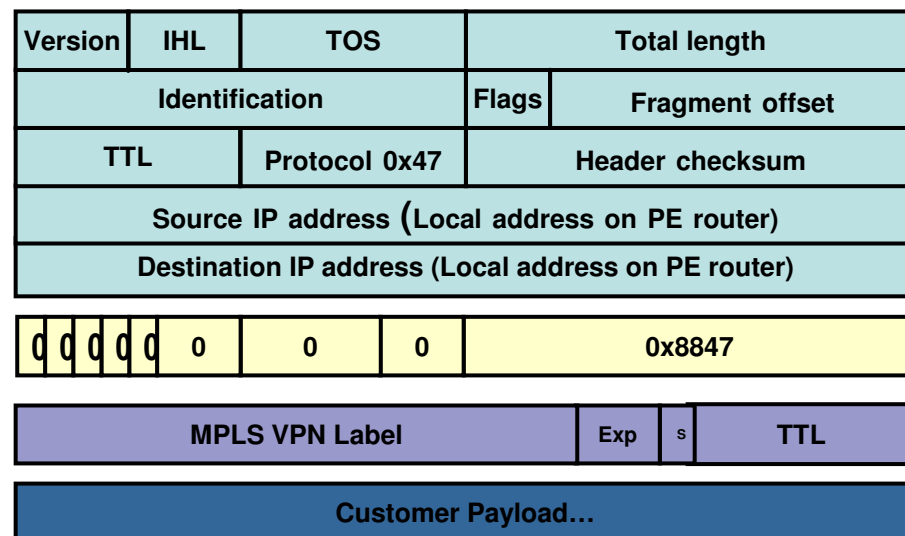 Version IHL TOS Total length
Identification Flags Fragment offset
TTL Protocol 0x47 Header checksum
Source IP address (Local address on PE router)
Destination IP address (Local address on PE router)
0 0 0 0 0 0 0 0 0x8847
MPLS VPN Label Exp S TTL
Customer Payload...